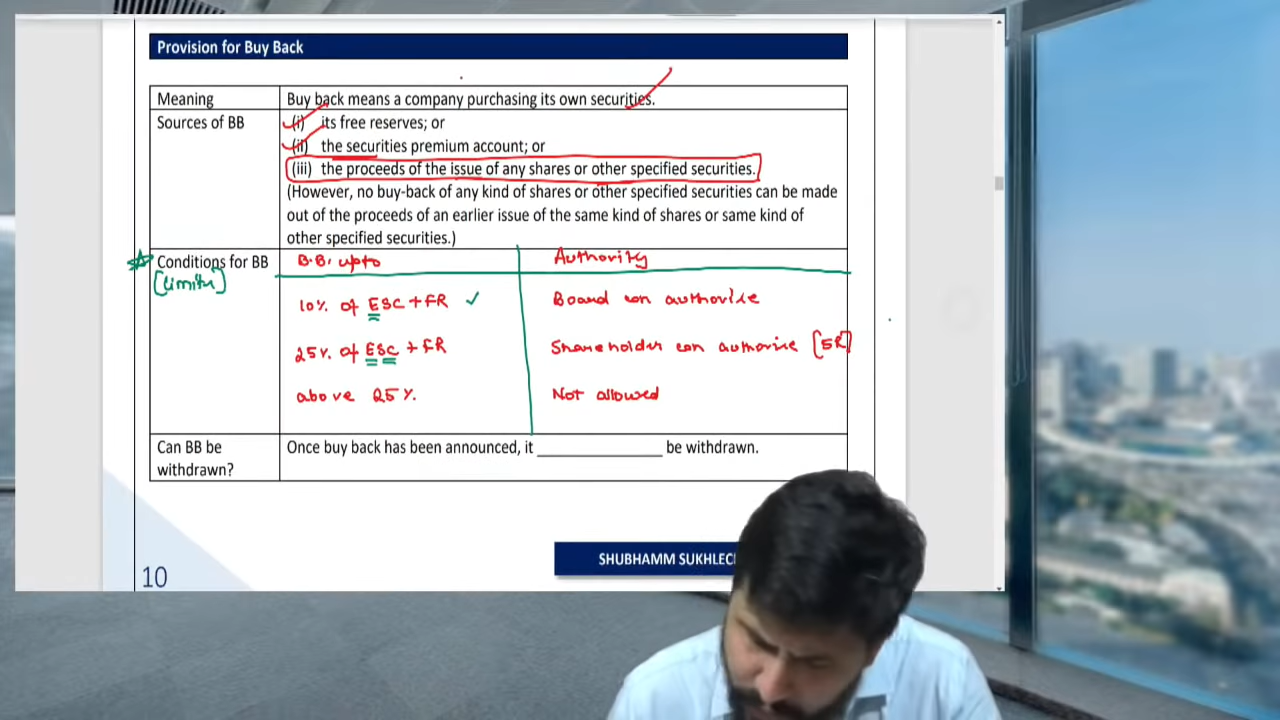 Provision for Buy Back
Meaning
Buy back means a company purchasing its own securities.
Sources of BB
(i) its free reserves; or
(ii) the securities premium account; or
(iii) the proceeds of the issue of any shares or other specified securities.
(However, no buy-back of any kind of shares or other specified securities can be made
out of the proceeds of an earlier issue of the same kind of shares or same kind of
other specified securities.)
Conditions for BB
[limits]
B.B. upto
Authority
10% of ESC + FR
Board can authorise
25% of ESC + FR
Shareholder can authorise [SR]
above 25%.
Not allowed
Can BB be
withdrawn?
Once buy back has been announced, it ______________ be withdrawn.
SHUBHAMM
10